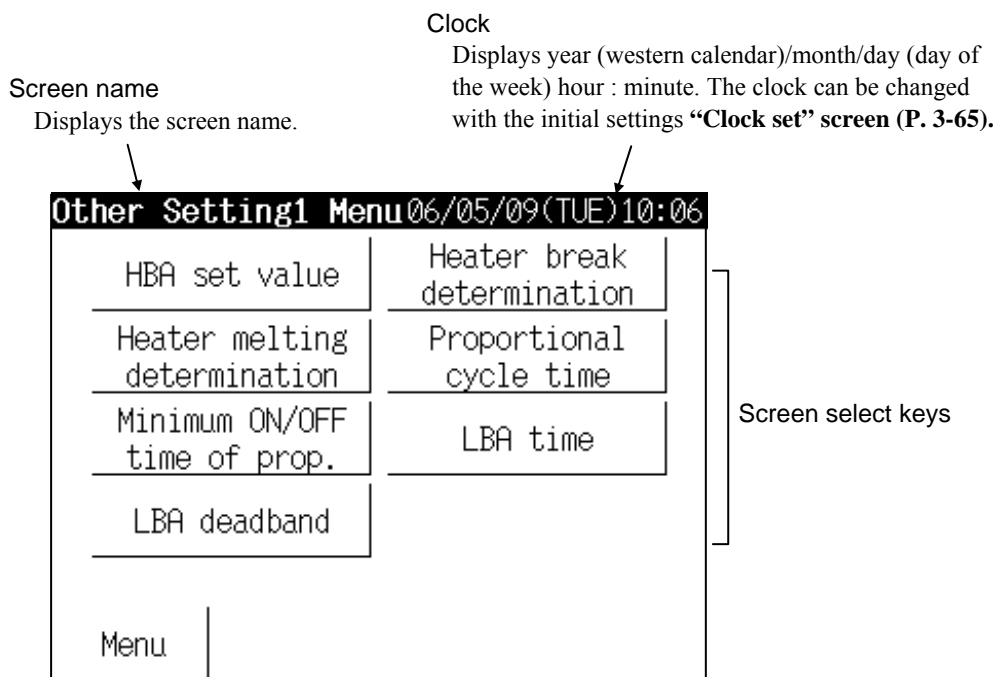 Clock
Displays year (western calendar)/month/day (day of
the week) hour : minute. The clock can be changed
with the initial settings “Clock set” screen (P. 3-65).
Screen name
Displays the screen name.
Other Setting1 Menu 06/05/09(TUE)10:06
HBA set value
Heater break
determination
Heater melting
determination
Proportional
cycle time
Minimum ON/OFF
time of prop.
LBA time
LBA deadband
Screen select keys
Menu